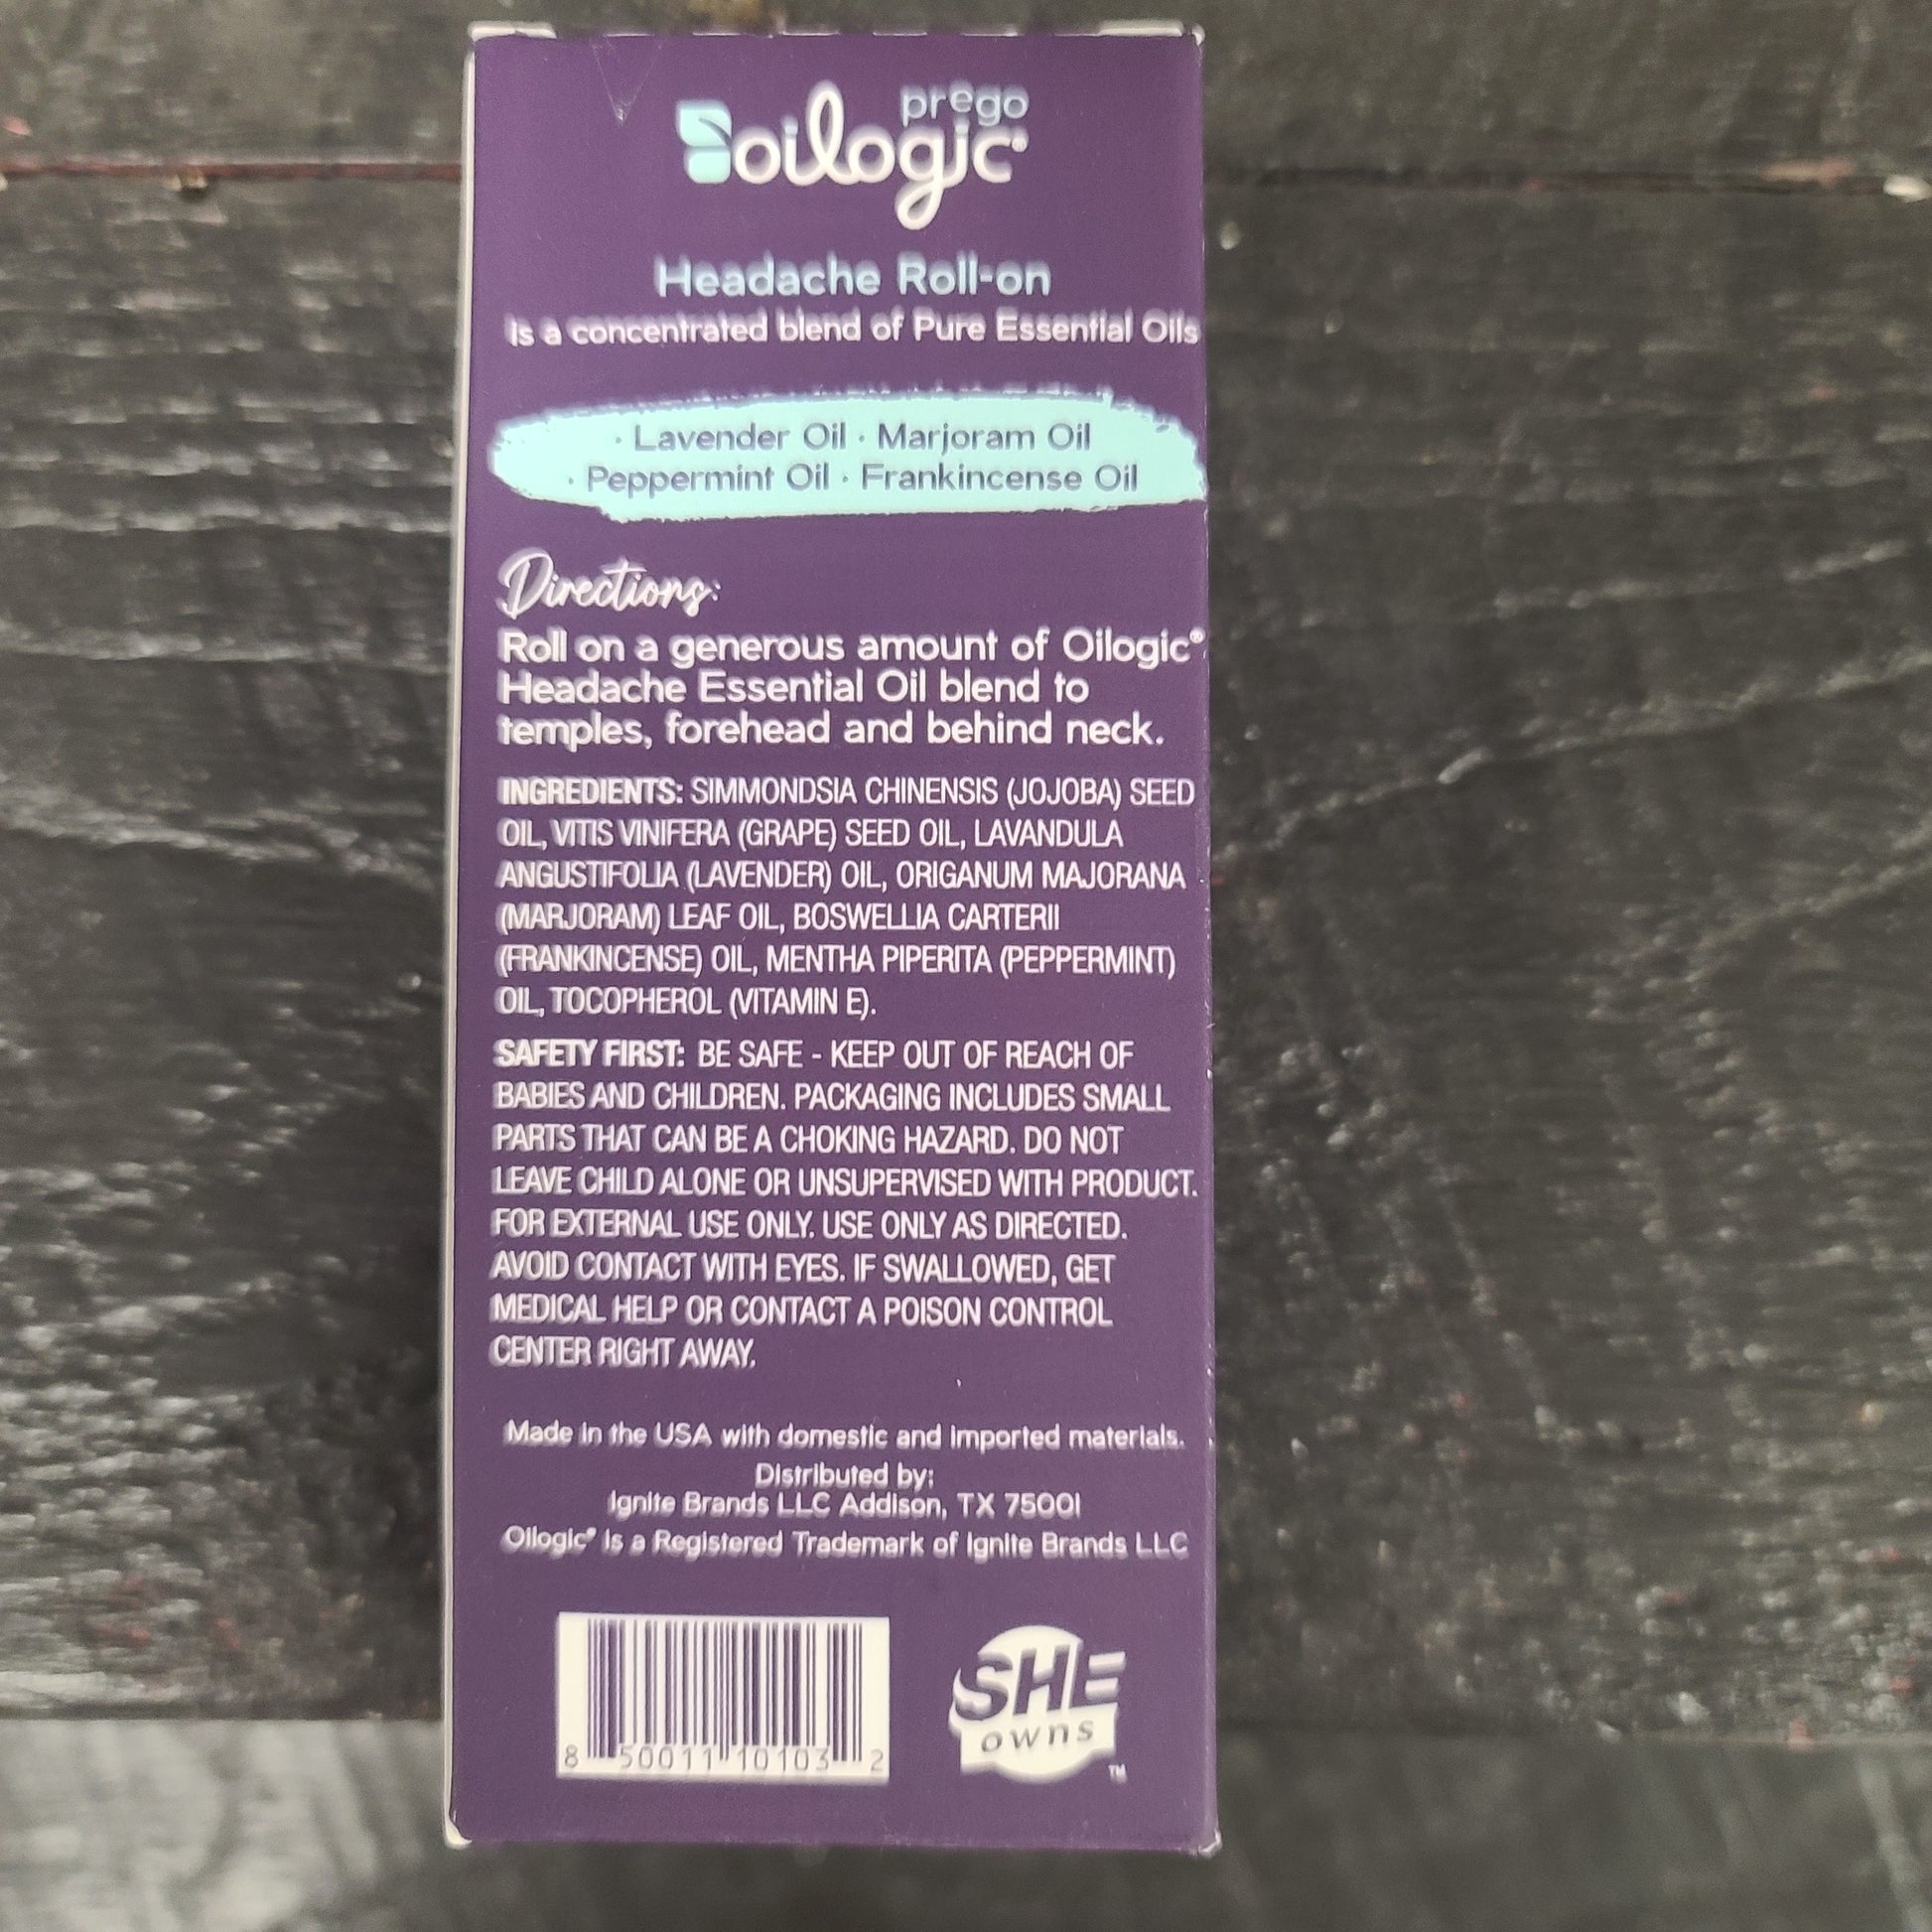 prego
oilogic®
Headache Roll-on
is a concentrated blend of Pure Essential Oils
· Lavender Oil · Marjoram Oil
· Peppermint Oil · Frankincense Oil
Directions:
Roll on a generous amount of Oilogic®
Headache Essential Oil blend to
temples, forehead and behind neck.
INGREDIENTS: SIMMONDSIA CHINENSIS (JOJOBA) SEED
OIL, VITIS VINIFERA (GRAPE) SEED OIL, LAVANDULA
ANGUSTIFOLIA (LAVENDER) OIL, ORIGANUM MAJORANA
(MARJORAM) LEAF OIL, BOSWELLIA CARTERII
(FRANKINCENSE) OIL, MENTHA PIPERITA (PEPPERMINT)
OIL, TOCOPHEROL (VITAMIN E).
SAFETY FIRST: BE SAFE - KEEP OUT OF REACH OF
BABIES AND CHILDREN. PACKAGING INCLUDES SMALL
PARTS THAT CAN BE A CHOKING HAZARD. DO NOT
LEAVE CHILD ALONE OR UNSUPERVISED WITH PRODUCT.
FOR EXTERNAL USE ONLY. USE ONLY AS DIRECTED.
AVOID CONTACT WITH EYES. IF SWALLOWED, GET
MEDICAL HELP OR CONTACT A POISON CONTROL
CENTER RIGHT AWAY.
Made in the USA with domestic and imported materials.
Distributed by:
Ignite Brands LLC Addison, TX 75001
Oilogic® is a Registered Trademark of Ignite Brands LLC
8 50011 10103 2
SHE
owns
™